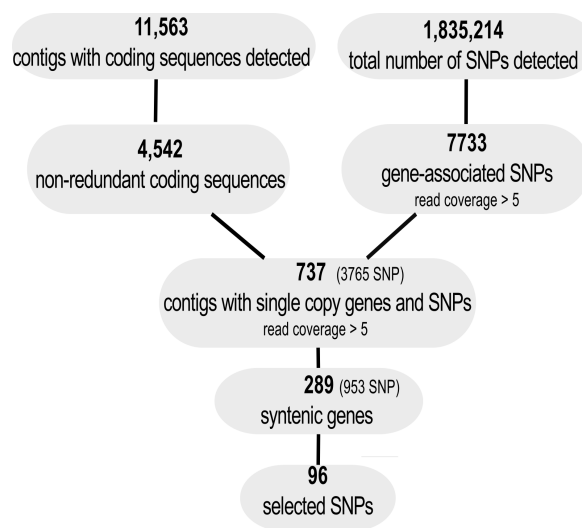 11,563
contigs with coding sequences detected
1,835,214
total number of SNPs detected
4,542
non-redundant coding sequences
7733
gene-associated SNPs
read coverage > 5
737 (3765 SNP)
contigs with single copy genes and SNPs
read coverage > 5
289 (953 SNP)
syntenic genes
96
selected SNPs